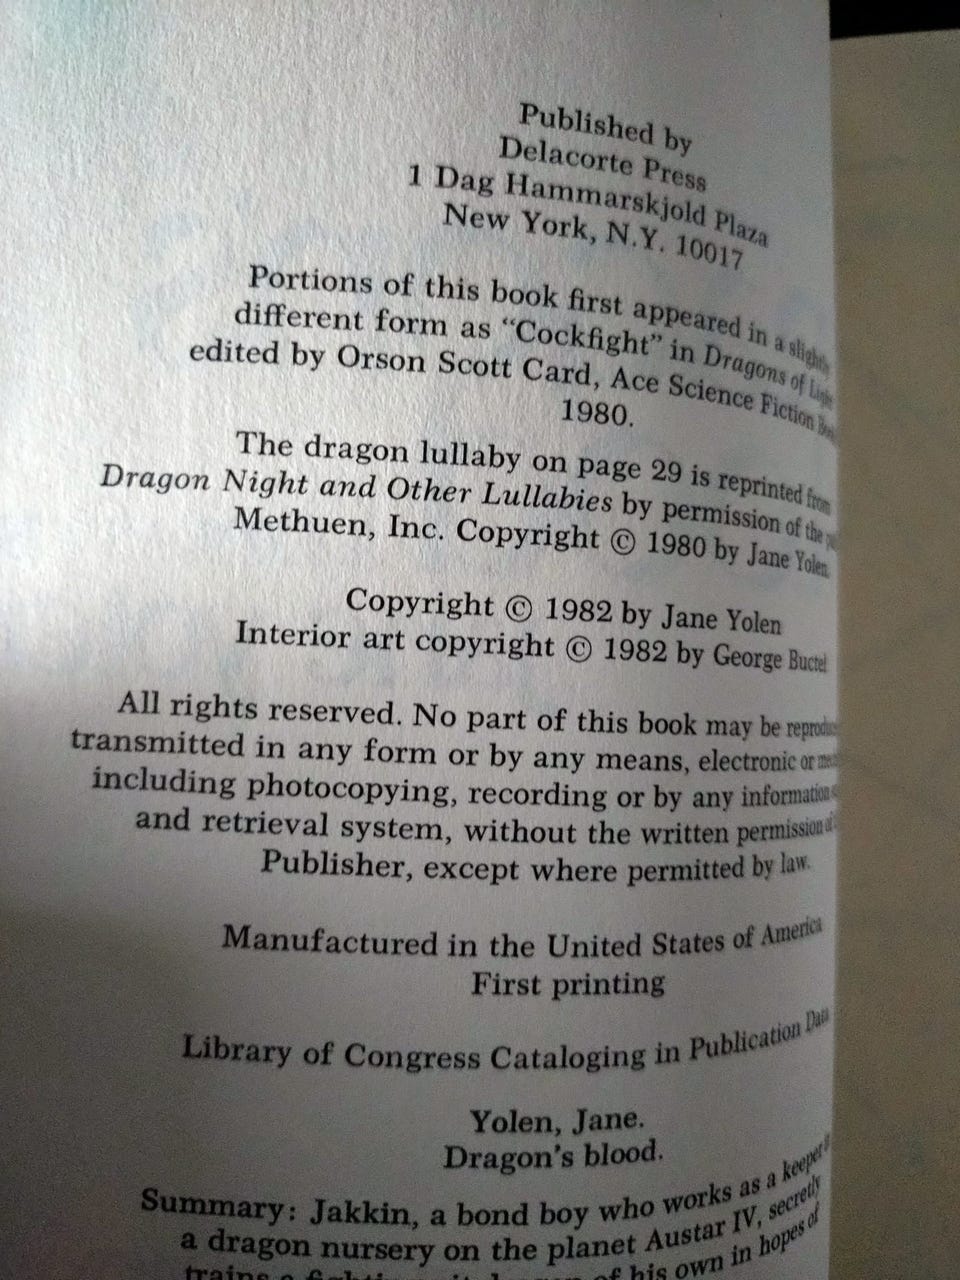 Published by
Delacorte Press
1 Dag Hammarskjold Plaza
New York, N.Y. 10017
Portions of this book first appeared in a slightly
different form as “Cockfight” in Dragons of Light
edited by Orson Scott Card, Ace Science Fiction
1980.
The dragon lullaby on page 29 is reprinted from
Dragon Night and Other Lullabies by permission of the
Methuen, Inc. Copyright © 1980 by Jane Yolen.
Copyright © 1982 by Jane Yolen
Interior art copyright © 1982 by George Buctel
All rights reserved. No part of this book may be
transmitted in any form or by any means, electronic or
including photocopying, recording or by any information
and retrieval system, without the written permission of
Publisher, except where permitted by law.
Manufactured in the United States of America
First printing
Library of Congress Cataloging in Publication Data
Yolen, Jane.
Dragon's blood.
Summary: Jakkin, a bond boy who works as a keeper
a dragon nursery on the planet Austar IV, secretly
trains a fighting of his own in hopes of